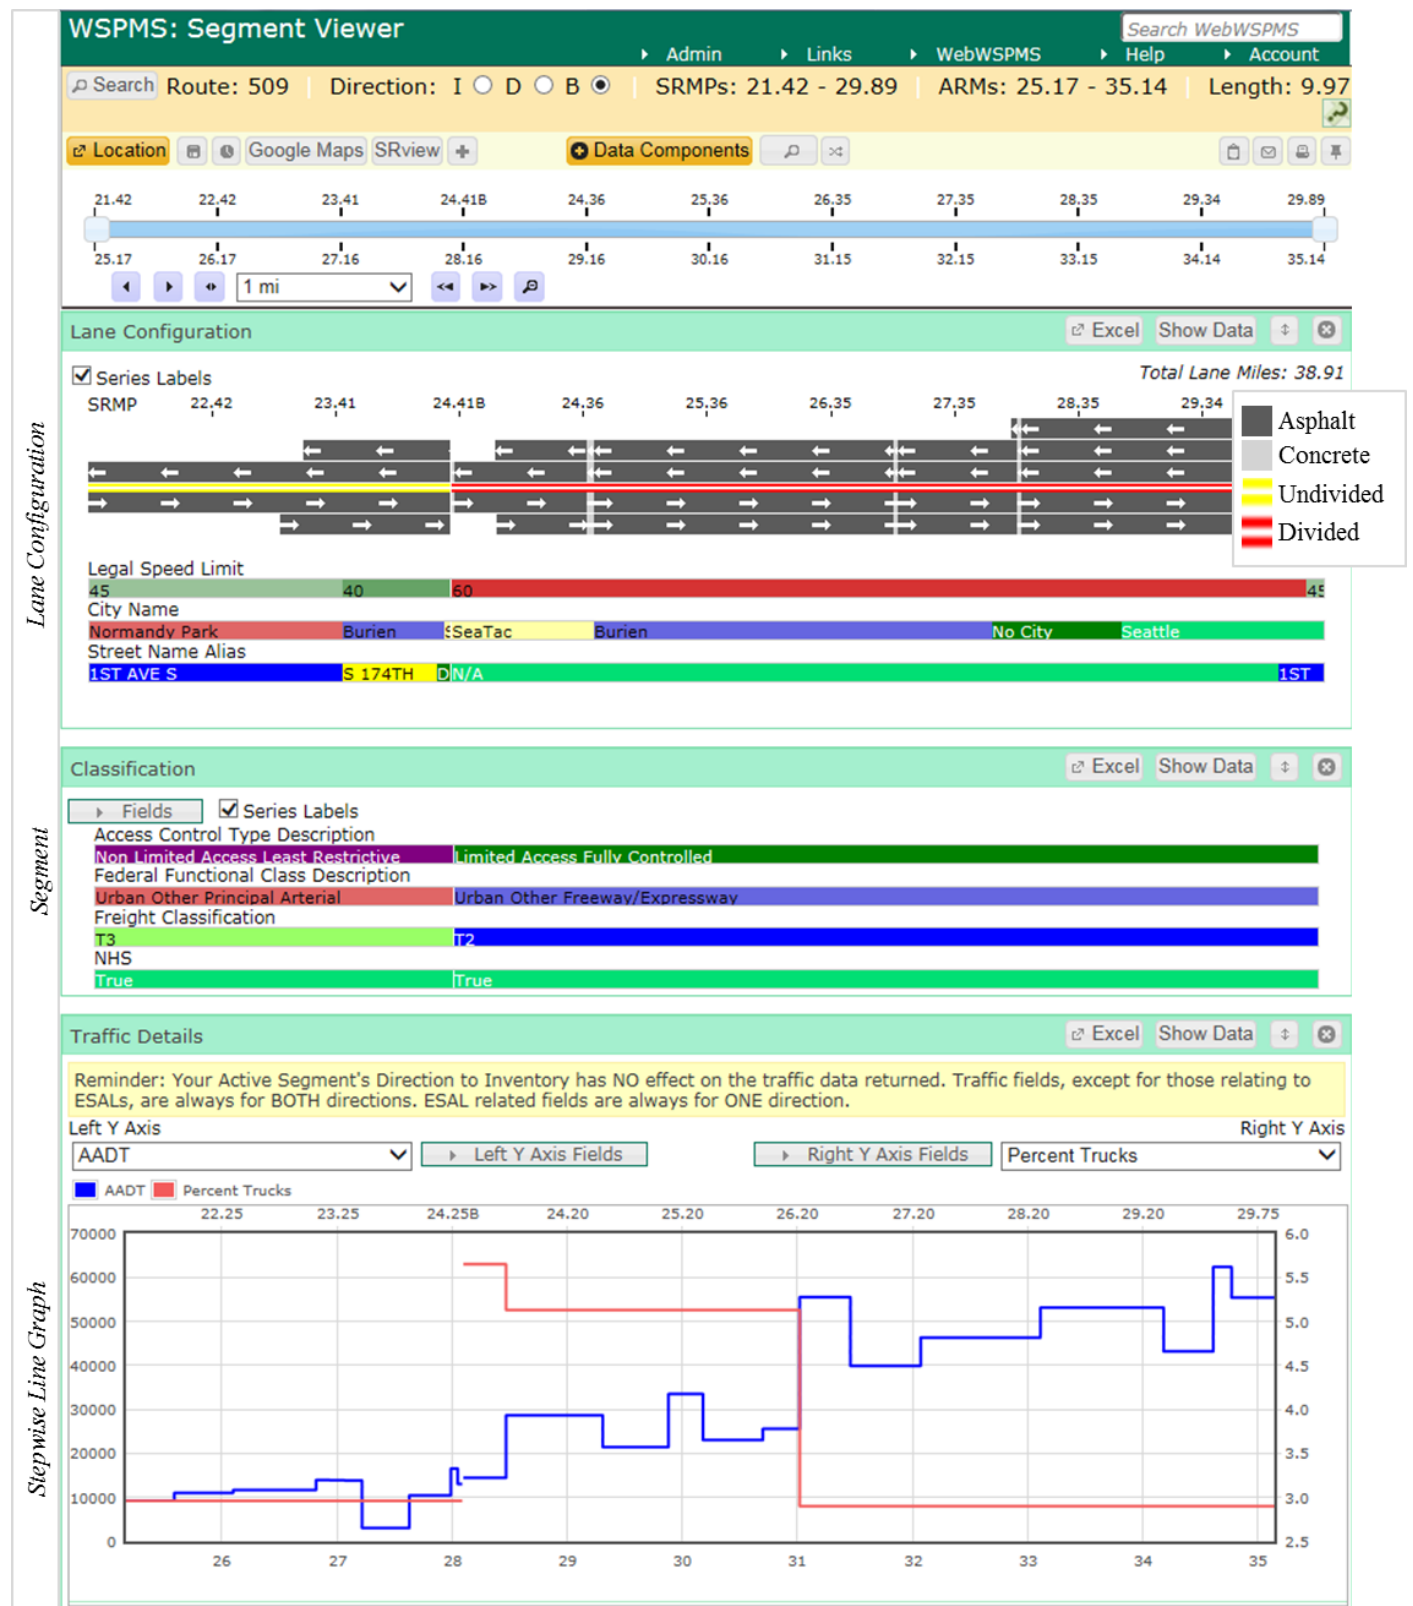 WSPMS: Segment Viewer
Search WebWSPMS
Admin Links WebWSPMS Help Account
Search Route: 509 Direction: I D B SRMPs: 21.42 - 29.89 ARMs: 25.17 - 35.14 Length: 9.97
Location Google Maps SRview Data Components
21.42 22.42 23.41 24.41B 24.36 25.36 26.35 27.35 28.35 29.34 29.89
25.17 26.17 27.16 28.16 29.16 30.16 31.15 32.15 33.15 34.14 35.14
1 mi
Lane Configuration
Lane Configuration Excel Show Data
Series Labels Total Lane Miles: 38.91
SRMP 22.42 23.41 24.41B 24.36 25.36 26.35 27.35 28.35 29.34
Asphalt
Concrete
Undivided
Divided
Legal Speed Limit
45 40 60 45
City Name
Normandy Park Burien SeaTac Burien No City Seattle
Street Name Alias
1ST AVE S S 174TH D N/A 1ST
Segment
Classification Excel Show Data
Fields Series Labels
Access Control Type Description
Non Limited Access Least Restrictive Limited Access Fully Controlled
Federal Functional Class Description
Urban Other Principal Arterial Urban Other Freeway/Expressway
Freight Classification
T3 T2
NHS
True True
Stepwise Line Graph
Traffic Details Excel Show Data
Reminder: Your Active Segment's Direction to Inventory has NO effect on the traffic data returned. Traffic fields, except for those relating to
ESALs, are always for BOTH directions. ESAL related fields are always for ONE direction.
Left Y Axis Right Y Axis
AADT Left Y Axis Fields Right Y Axis Fields Percent Trucks
AADT Percent Trucks
22.25 23.25 24.25B 24.20 25.20 26.20 27.20 28.20 29.20 29.75
70000 6.0
60000 5.5
50000 5.0
40000 4.5
30000 4.0
20000 3.5
10000 3.0
0 2.5
26 27 28 29 30 31 32 33 34 35